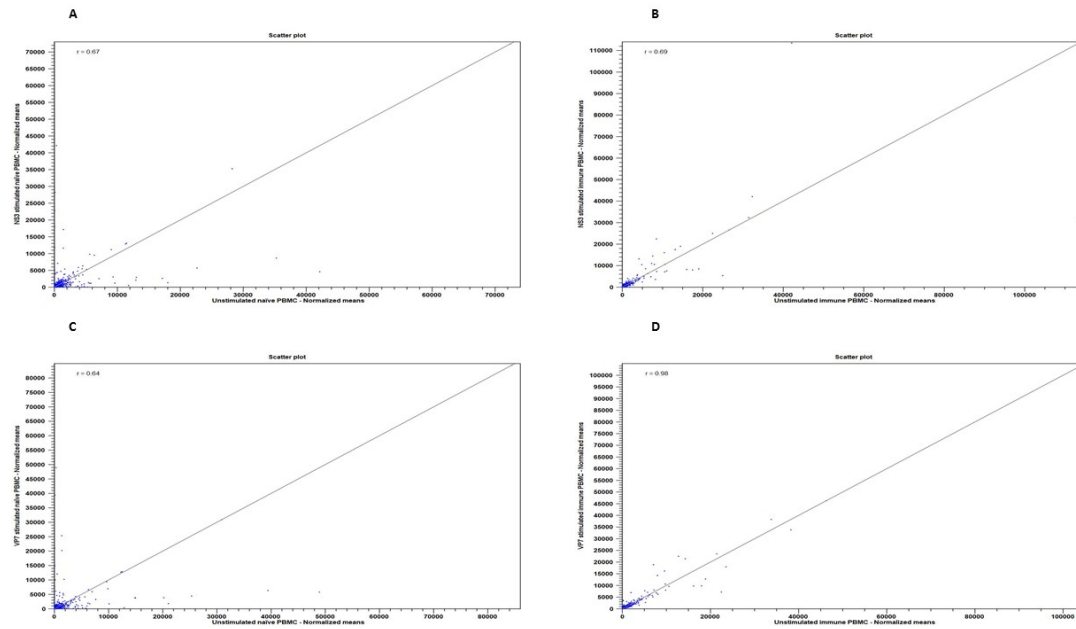 A
Scatter plot
r = 0.67
70000
65000
60000
55000
50000
45000
40000
35000
30000
25000
20000
15000
10000
5000
0
NS3 stimulated naïve PBMC - Normalized means
0 10000 20000 30000 40000 50000 60000 70000
Unstimulated naïve PBMC - Normalized means
B
Scatter plot
r = 0.69
110000
100000
90000
80000
70000
60000
50000
40000
30000
20000
10000
0
NS3 stimulated immune PBMC - Normalized means
0 20000 40000 60000 80000 100000
Unstimulated immune PBMC - Normalized means
C
Scatter plot
r = 0.64
80000
75000
70000
65000
60000
55000
50000
45000
40000
35000
30000
25000
20000
15000
10000
5000
0
VP7 stimulated naïve PBMC - Normalized means
0 10000 20000 30000 40000 50000 60000 70000 80000
Unstimulated naïve PBMC - Normalized means
D
Scatter plot
r = 0.98
100000
95000
90000
85000
80000
75000
70000
65000
60000
55000
50000
45000
40000
35000
30000
25000
20000
15000
10000
5000
0
VP7 stimulated immune PBMC - Normalized means
0 20000 40000 60000 80000 100000
Unstimulated immune PBMC - Normalized means